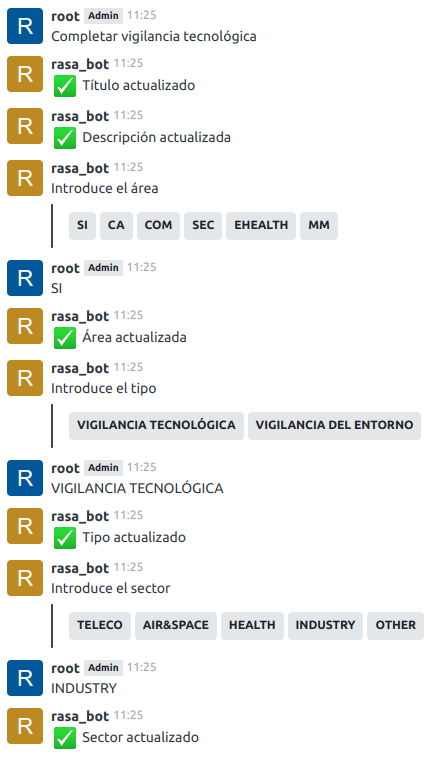 R root Admin 11:25
Completar vigilancia tecnológica
R rasa_bot 11:25
✅ Título actualizado
R rasa_bot 11:25
✅ Descripción actualizada
R rasa_bot 11:25
Introduce el área
SI CA COM SEC EHEALTH MM
R root Admin 11:25
SI
R rasa_bot 11:25
✅ Área actualizada
R rasa_bot 11:25
Introduce el tipo
VIGILANCIA TECNOLÓGICA VIGILANCIA DEL ENTORNO
R root Admin 11:25
VIGILANCIA TECNOLÓGICA
R rasa_bot 11:25
✅ Tipo actualizado
R rasa_bot 11:25
Introduce el sector
TELECO AIR&SPACE HEALTH INDUSTRY OTHER
R root Admin 11:25
INDUSTRY
R rasa_bot 11:25
✅ Sector actualizado